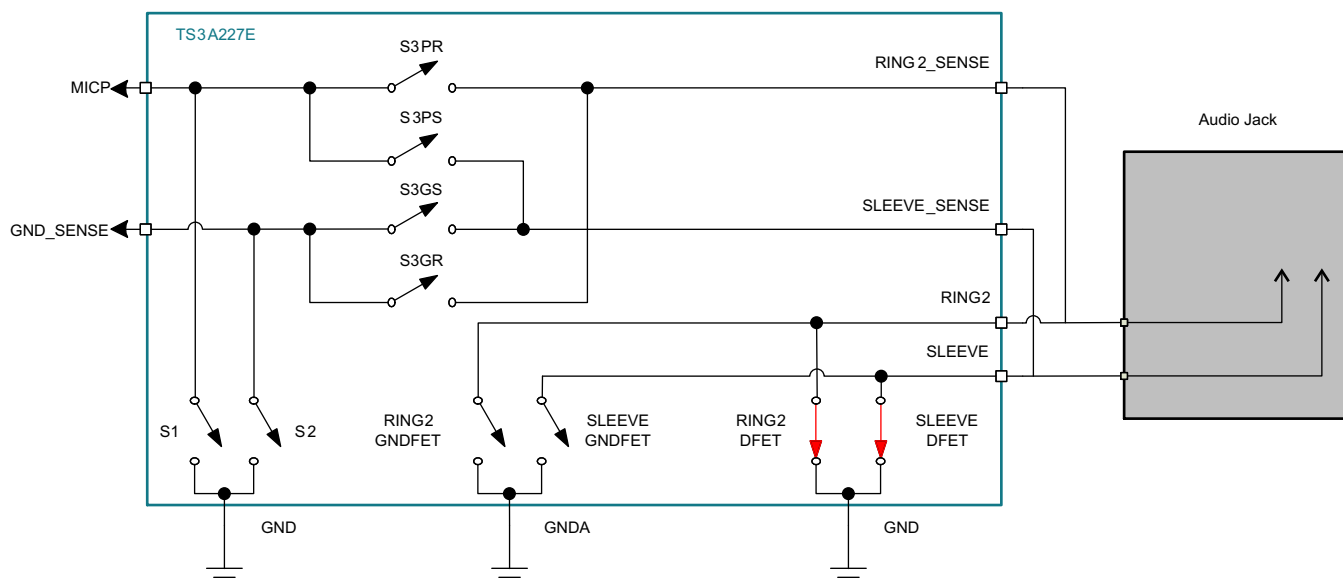 TS3A227E
S3PR
RING2_SENSE
MICP
Audio Jack
S3PS
S3GS
SLEEVE_SENSE
GND_SENSE
S3GR
RING2
SLEEVE
S1
S2
RING2
GNDFET
SLEEVE
GNDFET
RING2
DFET
SLEEVE
DFET
GND
GNDA
GND